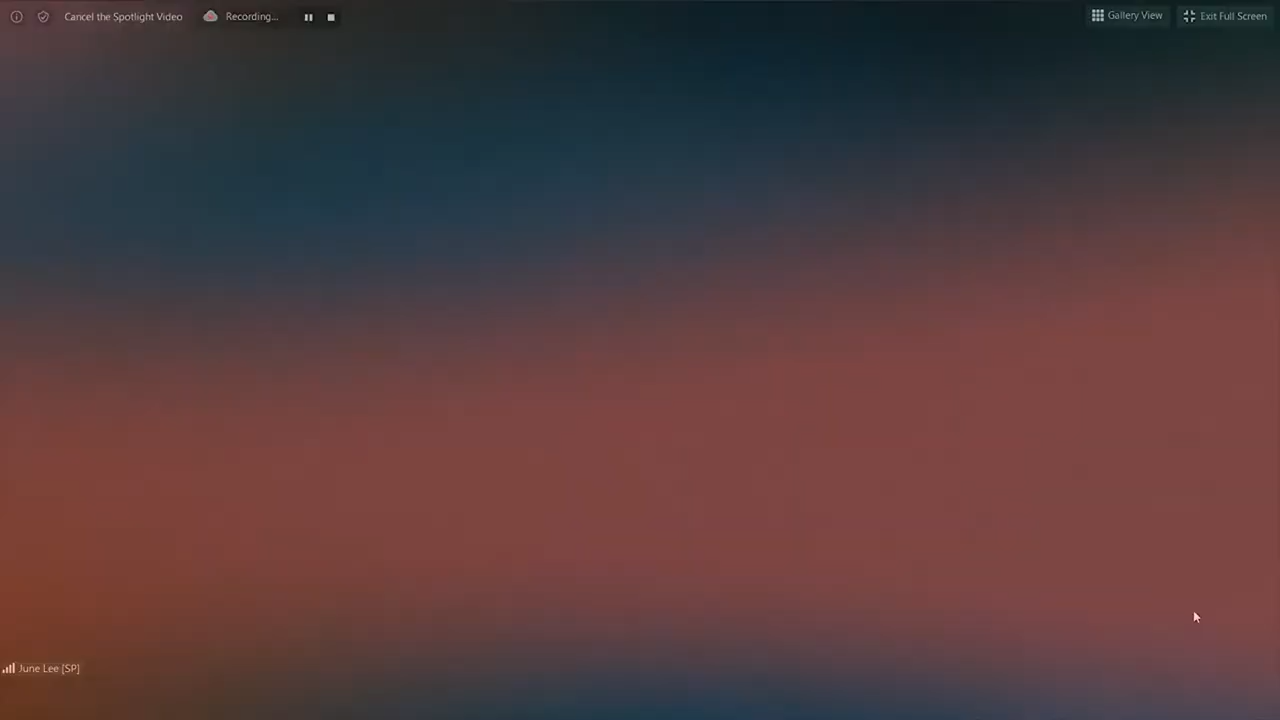 Cancel the Spotlight Video
Recording...
Gallery View
Exit Full Screen
June Lee [SP]